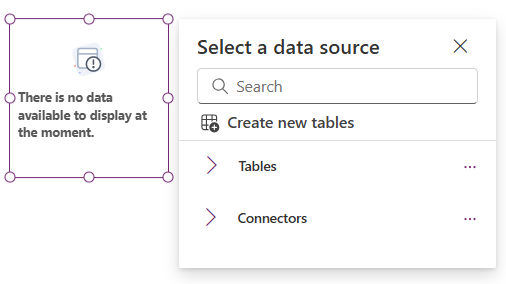 There is no data
available to display at
the moment.
Select a data source
Search
Create new tables
Tables
Connectors